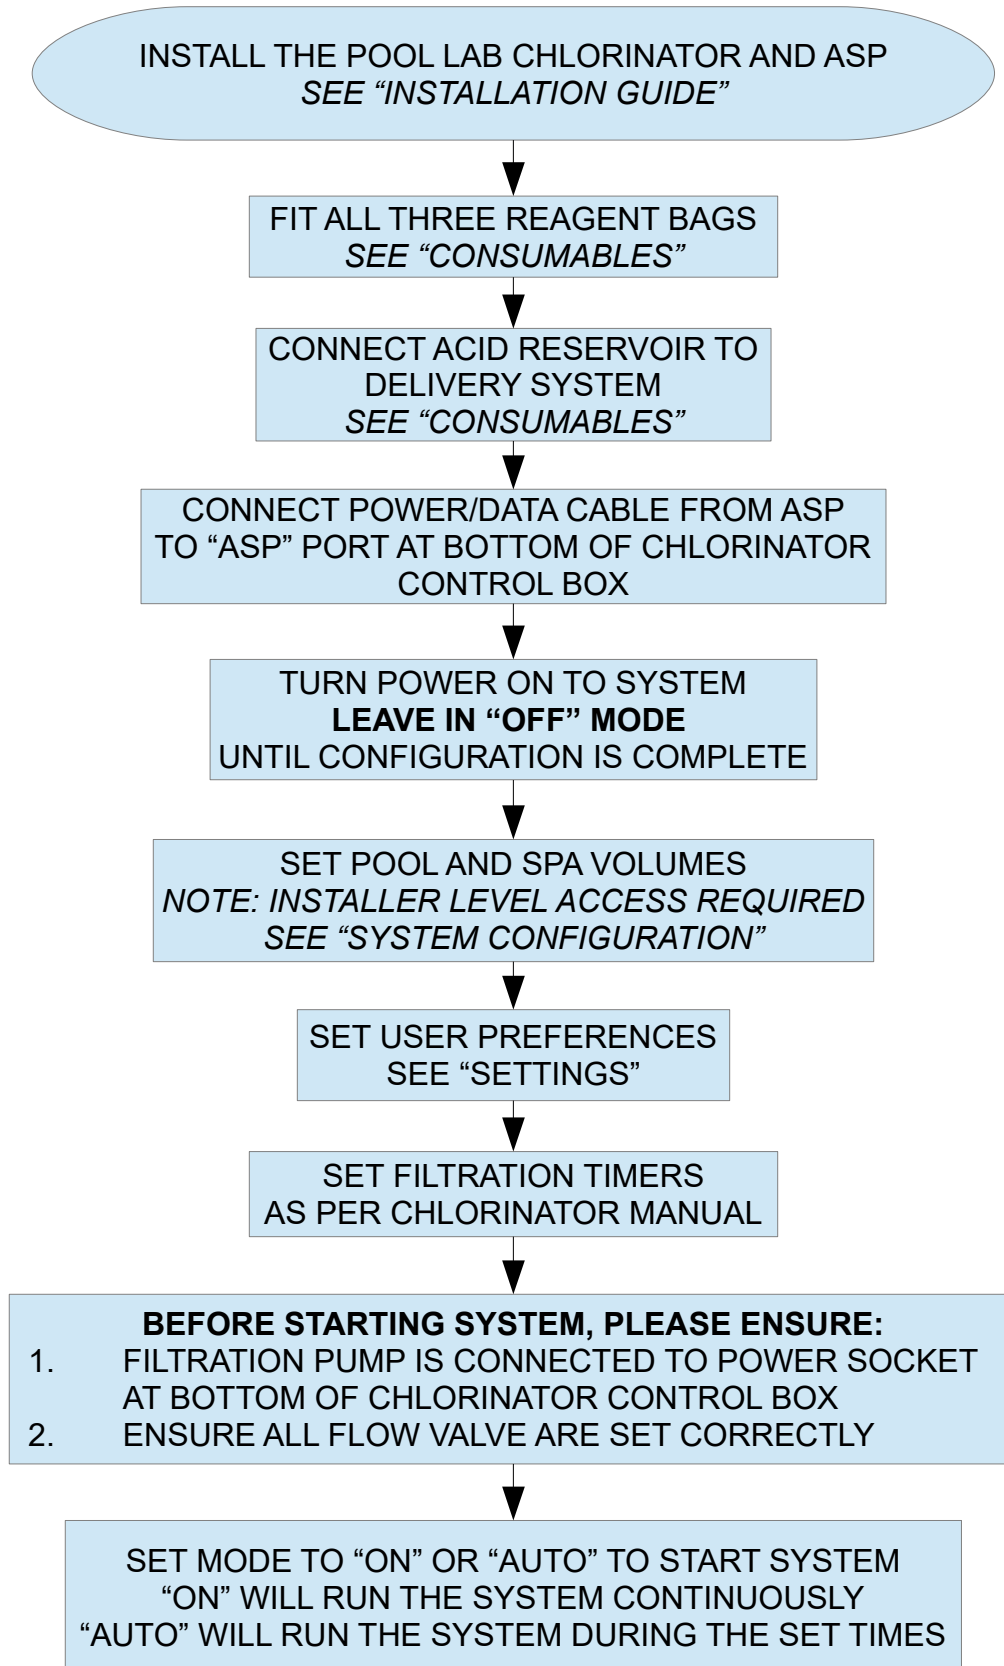 INSTALL THE POOL LAB CHLORINATOR AND ASP
SEE “INSTALLATION GUIDE”
FIT ALL THREE REAGENT BAGS
SEE “CONSUMABLES”
CONNECT ACID RESERVOIR TO
DELIVERY SYSTEM
SEE “CONSUMABLES”
CONNECT POWER/DATA CABLE FROM ASP
TO “ASP” PORT AT BOTTOM OF CHLORINATOR
CONTROL BOX
TURN POWER ON TO SYSTEM
LEAVE IN “OFF” MODE
UNTIL CONFIGURATION IS COMPLETE
SET POOL AND SPA VOLUMES
NOTE: INSTALLER LEVEL ACCESS REQUIRED
SEE “SYSTEM CONFIGURATION”
SET USER PREFERENCES
SEE “SETTINGS”
SET FILTRATION TIMERS
AS PER CHLORINATOR MANUAL
BEFORE STARTING SYSTEM, PLEASE ENSURE:
1. FILTRATION PUMP IS CONNECTED TO POWER SOCKET
AT BOTTOM OF CHLORINATOR CONTROL BOX
2. ENSURE ALL FLOW VALVE ARE SET CORRECTLY
SET MODE TO “ON” OR “AUTO” TO START SYSTEM
“ON” WILL RUN THE SYSTEM CONTINUOUSLY
“AUTO” WILL RUN THE SYSTEM DURING THE SET TIMES